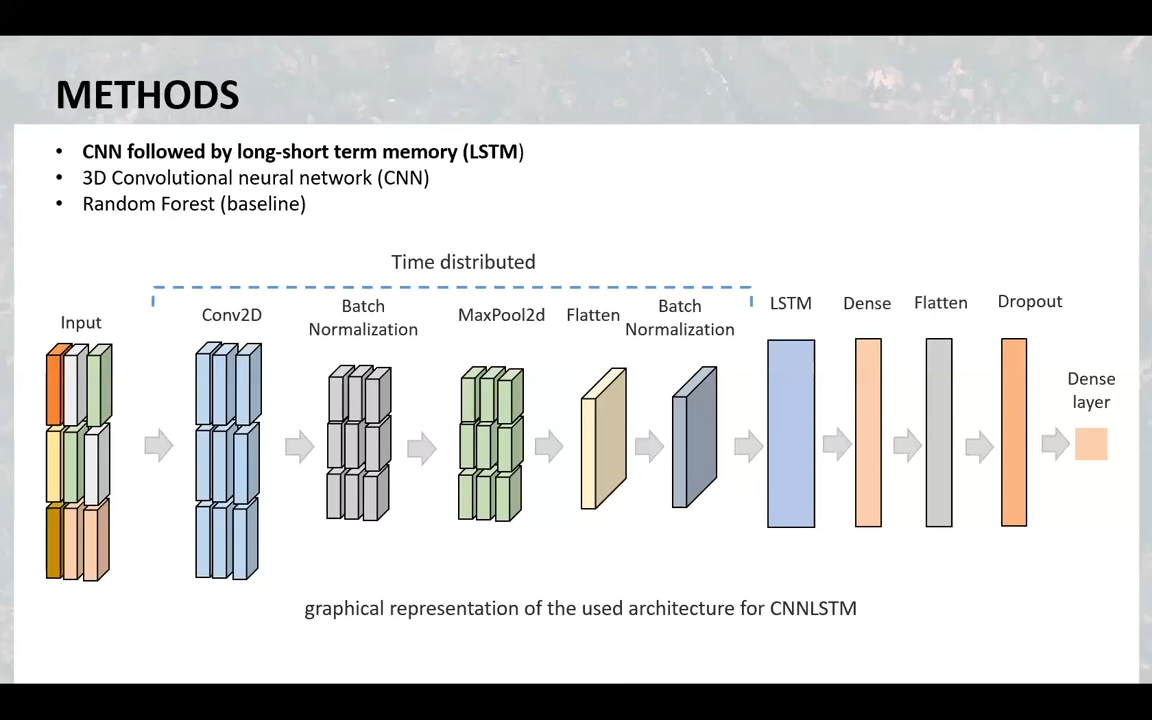 METHODS
• CNN followed by long-short term memory (LSTM)
• 3D Convolutional neural network (CNN)
• Random Forest (baseline)
Time distributed
Input
Conv2D
Batch
Normalization
MaxPool2d
Flatten
Batch
Normalization
LSTM
Dense
Flatten
Dropout
Dense
layer
graphical representation of the used architecture for CNNLSTM